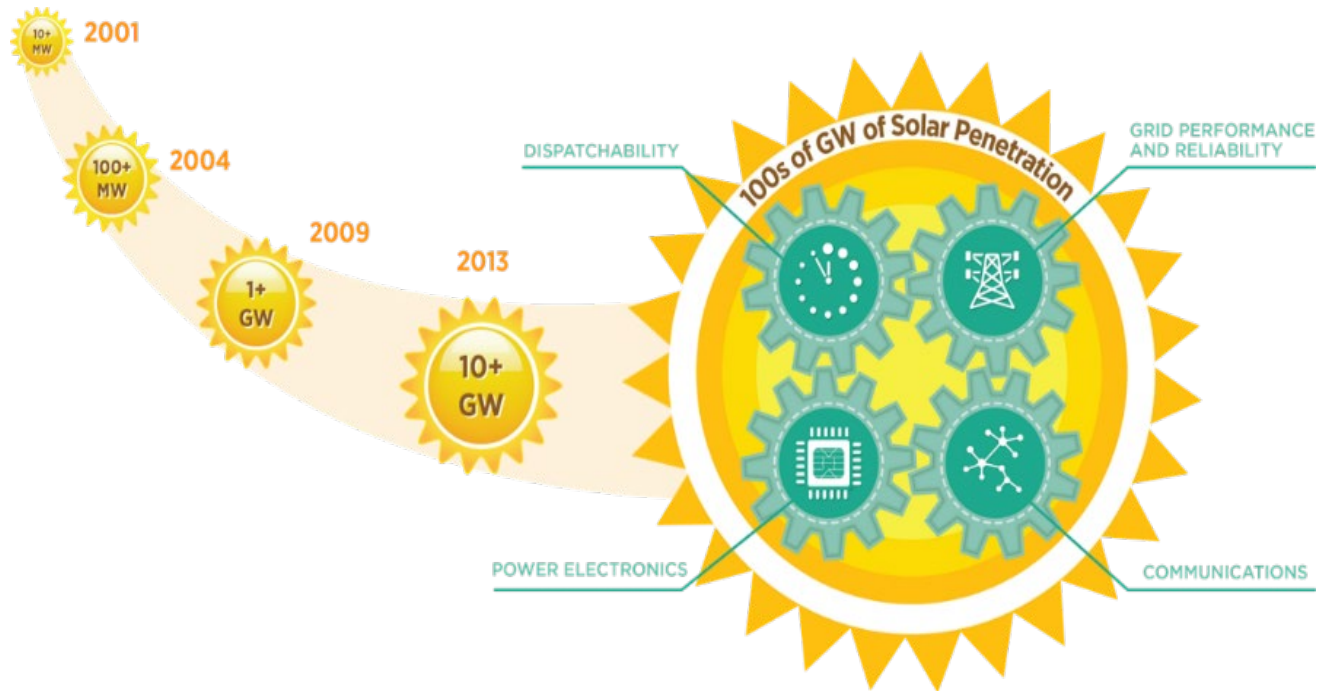 10+
MW
2001
100+
MW
2004
1+
GW
2009
10+
GW
2013
100s of GW of Solar Penetration
DISPATCHABILITY
GRID PERFORMANCE
AND RELIABILITY
POWER ELECTRONICS
COMMUNICATIONS